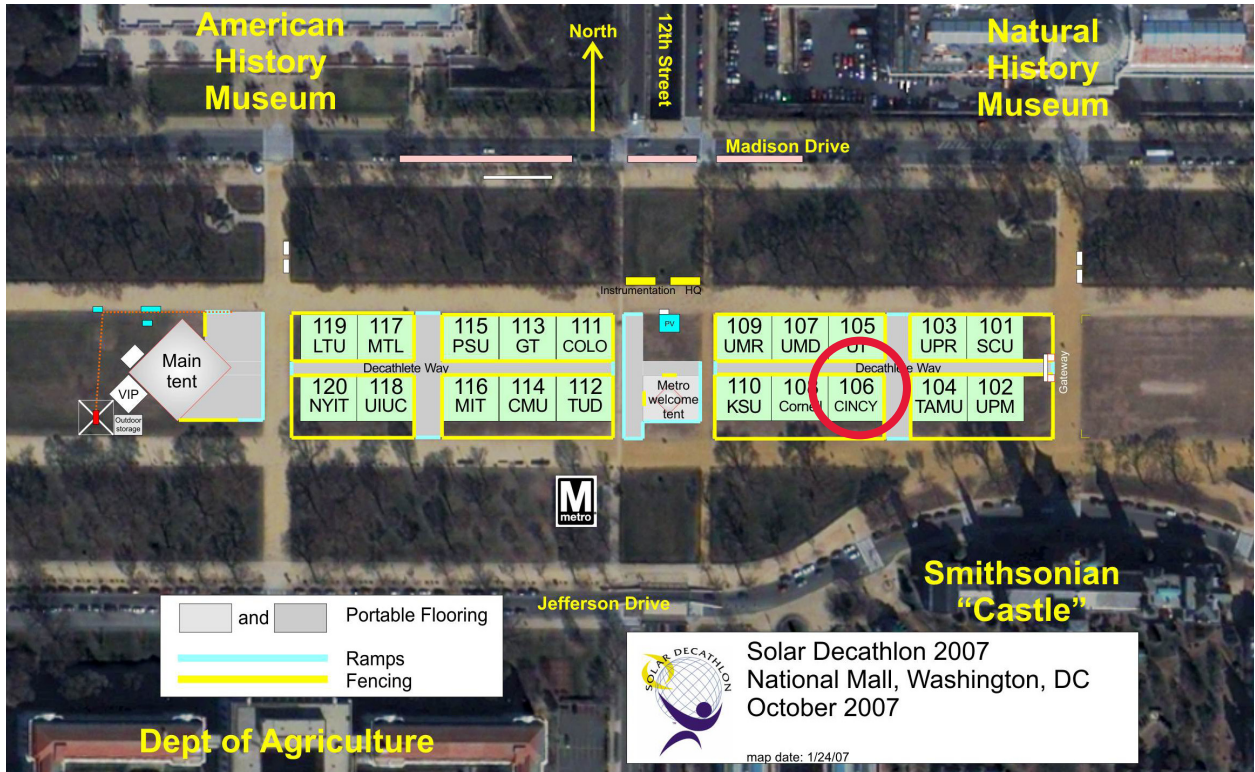 American
History
Museum
North
12th Street
Natural
History
Museum
Madison Drive
Instrumentation HQ
PV
119
LTU
117
MTL
115
PSU
113
GT
111
COLO
109
UMR
107
UMD
105
UT
103
UPR
101
SCU
Main
tent
VIP
Outdoor
storage
Decathlete Way
Decathlete Way
Gateway
120
NYIT
118
UIUC
116
MIT
114
CMU
112
TUD
Metro
welcome
tent
110
KSU
108
Cornell
106
CINCY
104
TAMU
102
UPM
M
metro
Smithsonian
“Castle”
Jefferson Drive
and
Portable Flooring
Ramps
Fencing
SOLAR DECATHLON
Solar Decathlon 2007
National Mall, Washington, DC
October 2007
map date: 1/24/07
Dept of Agriculture